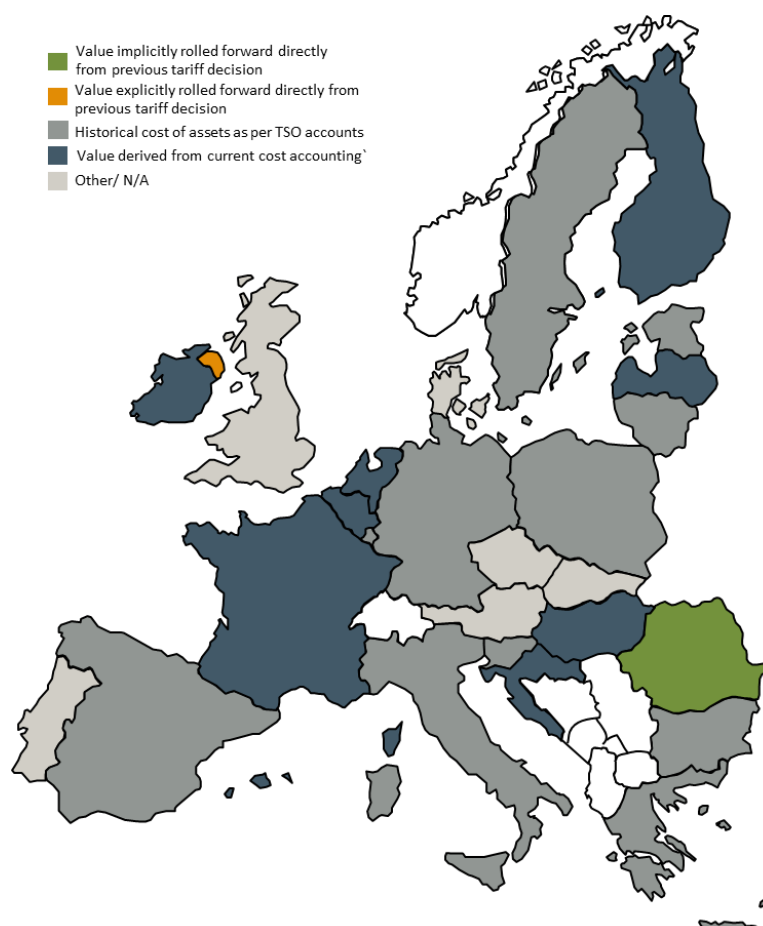 Value implicitly rolled forward directly
from previous tariff decision
Value explicitly rolled forward directly from
previous tariff decision
Historical cost of assets as per TSO accounts
Value derived from current cost accounting`
Other/ N/A